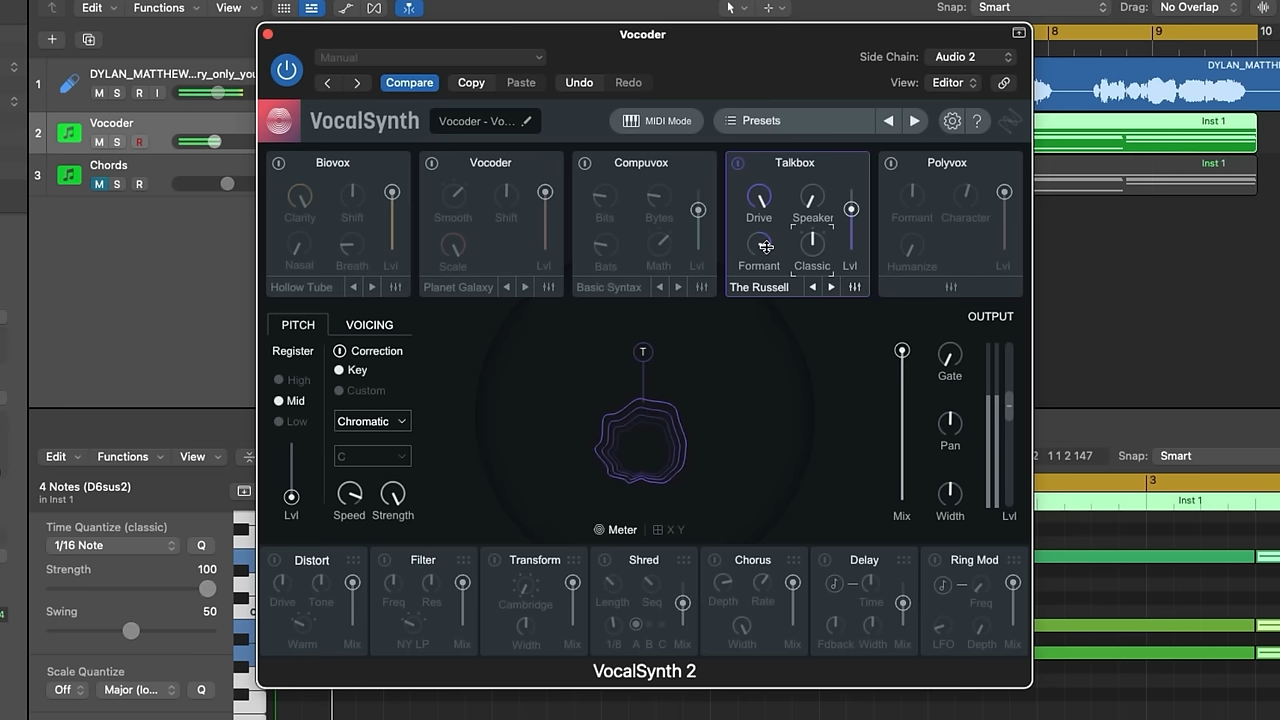 Edit Functions View Snap: Smart Drag: No Overlap
Vocoder
8 9 10
Manual Side Chain: Audio 2
Compare Copy Paste Undo Redo View: Editor
1 DYLAN_MATTHEW...ry_only_you
M S R I
DYLAN_MATTH
2 Vocoder
M S R
Inst 1
3 Chords
M S R
Inst 1
VocalSynth Vocoder - Vo... MIDI Mode Presets ?
Biovox Vocoder Compuvox Talkbox Polyvox
Clarity Shift Smooth Shift Bits Bytes Drive Speaker Formant Character
Nasal Breath Lvl Scale Lvl Bats Math Lvl Formant Classic Lvl Humanize Lvl
Hollow Tube Planet Galaxy Basic Syntax The Russell
PITCH VOICING OUTPUT
Register Correction
High Key
Mid Custom
Low Chromatic
C
Lvl Speed Strength
T
Gate
Pan
Mix Width Lvl
Meter X Y
Edit Functions View 2 1 1 2 147 Snap: Smart
3
4 Notes (D6sus2)
in Inst 1
Inst 1
Time Quantize (classic)
1/16 Note Q
Strength 100
Swing 50
Scale Quantize
Off Major (lo... Q
Distort Filter Transform Shred Chorus Delay Ring Mod
Drive Tone Freq Res Cambridge Length Seq Depth Rate Time Freq
Warm Mix NY LP Mix Width Mix 1/8 A B C Mix Width Mix Fdback Width Mix LFO Depth Mix
VocalSynth 2